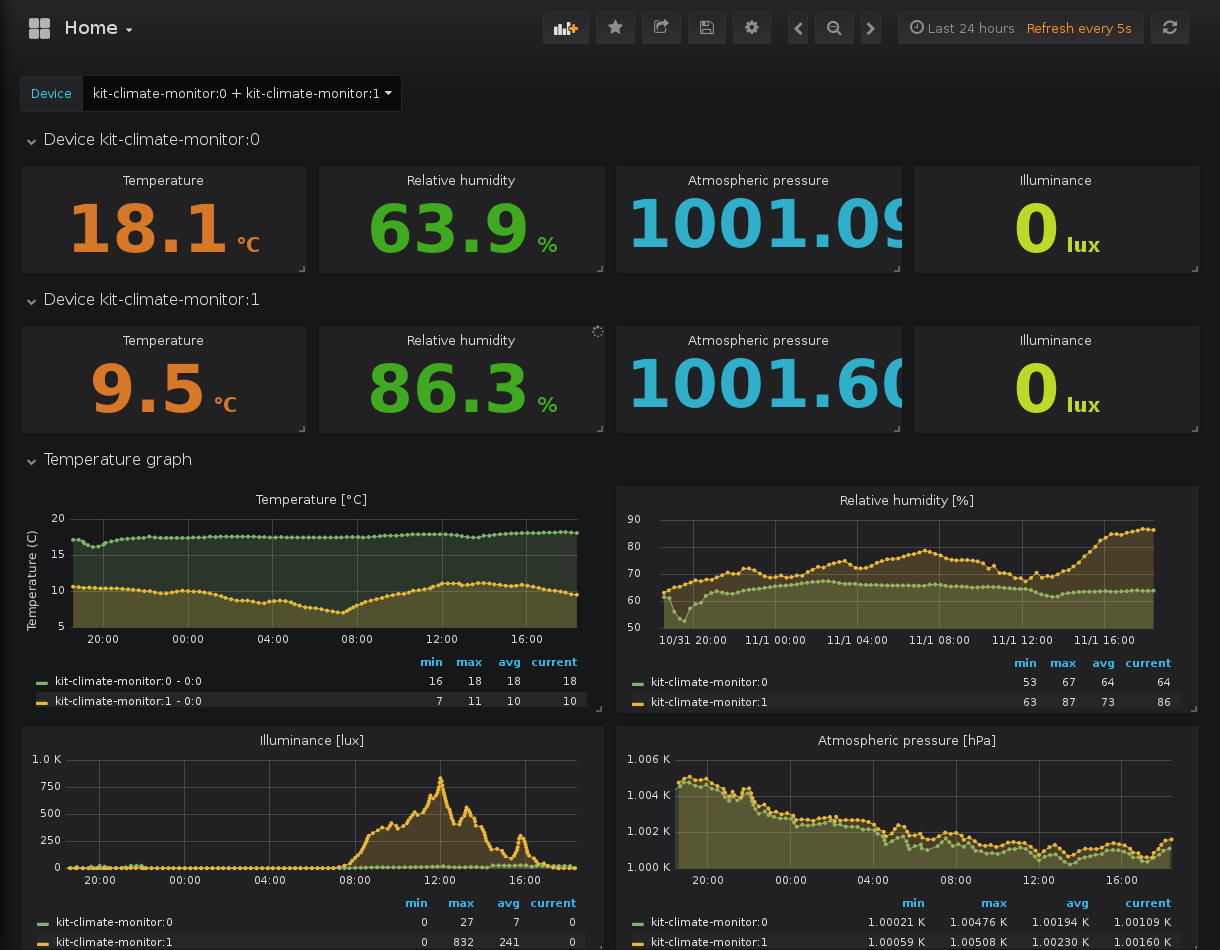 Home
Last 24 hours Refresh every 5s
Device kit-climate-monitor:0 + kit-climate-monitor:1
Device kit-climate-monitor:0
Temperature Relative humidity Atmospheric pressure Illuminance
18.1 °C 63.9 % 1001.09 0 lux
Device kit-climate-monitor:1
Temperature Relative humidity Atmospheric pressure Illuminance
9.5 °C 86.3 % 1001.60 0 lux
Temperature graph
Temperature [°C]
Temperature (C)
20
15
10
5
20:00 00:00 04:00 08:00 12:00 16:00
min max avg current
kit-climate-monitor:0 - 0:0 16 18 18 18
kit-climate-monitor:1 - 0:0 7 11 10 10
Relative humidity [%]
90
80
70
60
50
10/31 20:00 11/1 00:00 11/1 04:00 11/1 08:00 11/1 12:00 11/1 16:00
min max avg current
kit-climate-monitor:0 53 67 64 64
kit-climate-monitor:1 63 87 73 86
Illuminance [lux]
1.0 K
750
500
250
0
20:00 00:00 04:00 08:00 12:00 16:00
min max avg current
kit-climate-monitor:0 0 27 7 0
kit-climate-monitor:1 0 832 241 0
Atmospheric pressure [hPa]
1.006 K
1.004 K
1.002 K
1.000 K
20:00 00:00 04:00 08:00 12:00 16:00
min max avg current
kit-climate-monitor:0 1.00021 K 1.00476 K 1.00194 K 1.00109 K
kit-climate-monitor:1 1.00059 K 1.00508 K 1.00230 K 1.00160 K